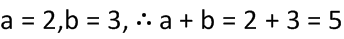 a = 2,b = 3, ∴ a + b = 2 + 3 = 5